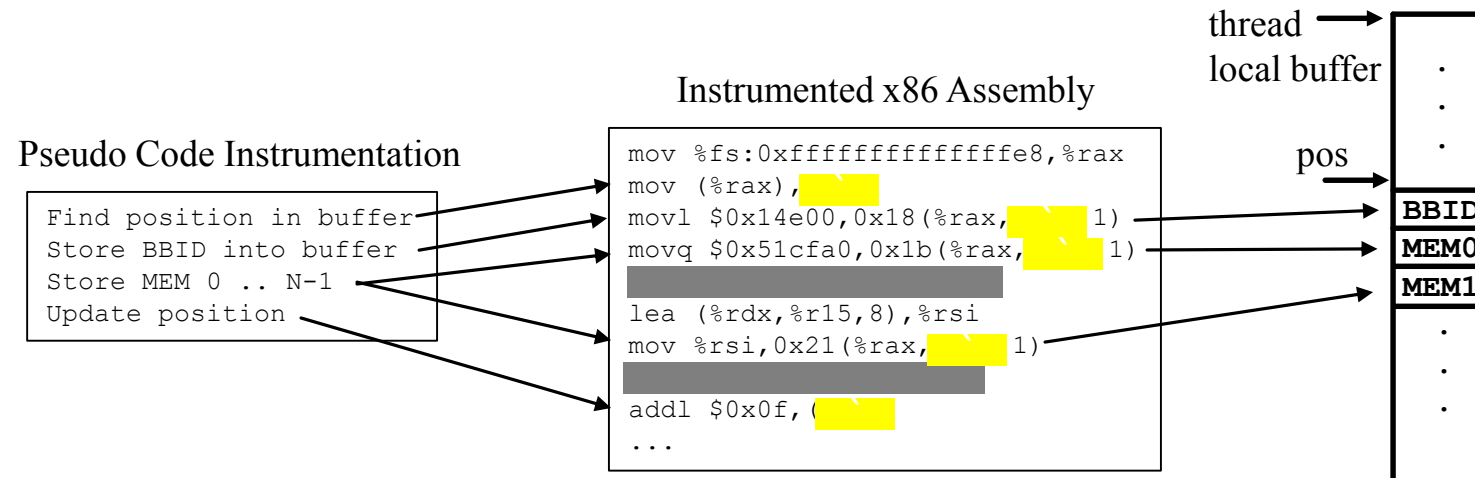 thread
local buffer
Instrumented x86 Assembly
Pseudo Code Instrumentation
pos
Find position in buffer
Store BBID into buffer
Store MEM 0 .. N-1
Update position
mov %fs:0xffffffffffffffe8,%rax
mov (%rax),
movl $0x14e00,0x18(%rax, 1)
movq $0x51cfa0,0x1b(%rax, 1)
lea (%rdx,%r15,8),%rsi
mov %rsi,0x21(%rax, 1)
addl $0x0f,(
...
BBID
MEM0
MEM1